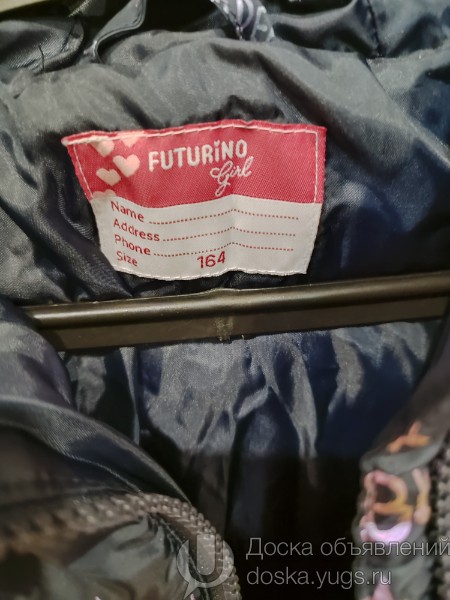 FUTURINO
Girl
Name
Address
Phone
Size 164
Доска объявлений
doska.yugs.ru